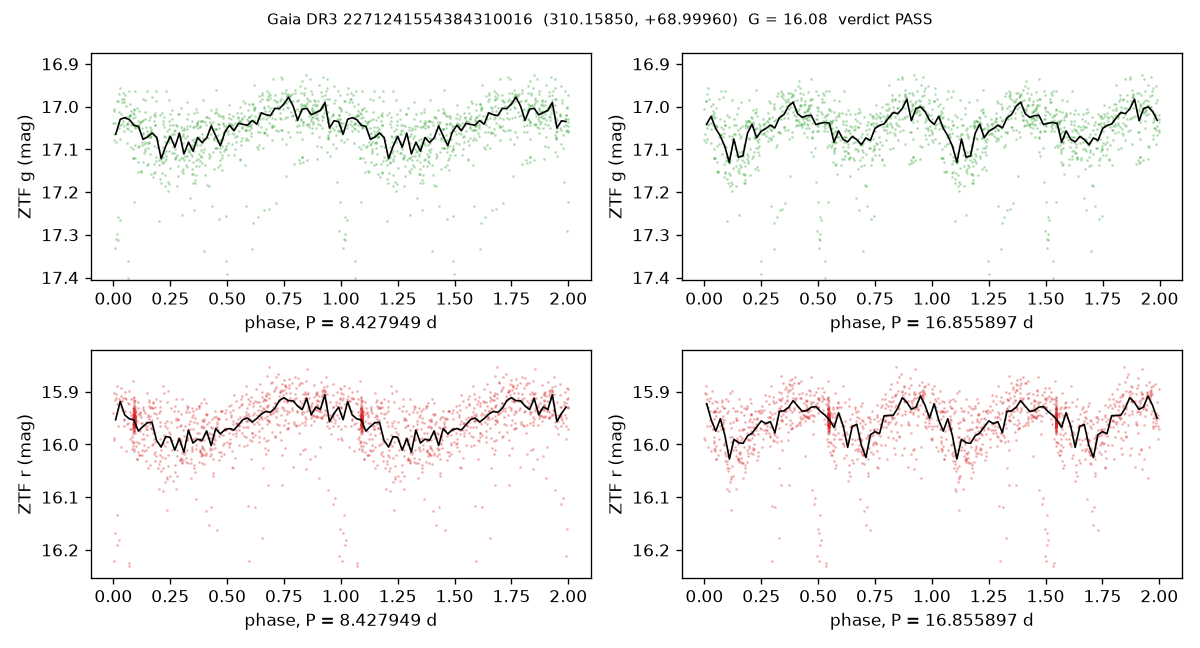 Gaia DR3 2271241554384310016 (310.15850, +68.99960) G = 16.08 verdict PASS
ZTF g (mag)
16.9
17.0
17.1
17.2
17.3
17.4
0.00 0.25 0.50 0.75 1.00 1.25 1.50 1.75 2.00
phase, P = 8.427949 d
ZTF g (mag)
16.9
17.0
17.1
17.2
17.3
17.4
0.00 0.25 0.50 0.75 1.00 1.25 1.50 1.75 2.00
phase, P = 16.855897 d
ZTF r (mag)
15.9
16.0
16.1
16.2
0.00 0.25 0.50 0.75 1.00 1.25 1.50 1.75 2.00
phase, P = 8.427949 d
ZTF r (mag)
15.9
16.0
16.1
16.2
0.00 0.25 0.50 0.75 1.00 1.25 1.50 1.75 2.00
phase, P = 16.855897 d